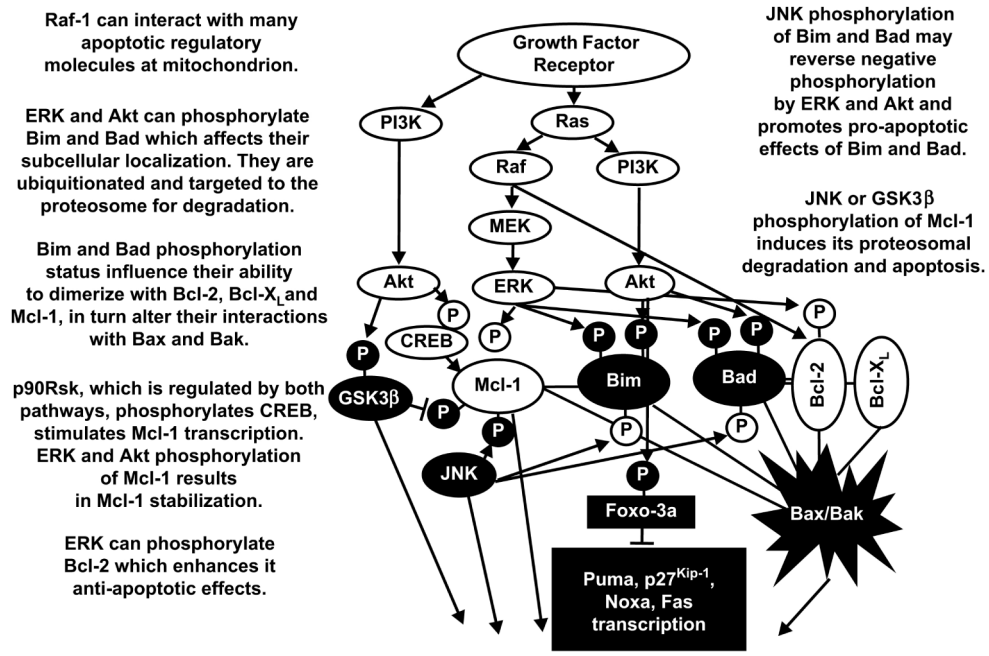 Raf-1 can interact with many
apoptotic regulatory
molecules at mitochondrion.
ERK and Akt can phosphorylate
Bim and Bad which affects their
subcellular localization. They are
ubiquitionated and targeted to the
proteosome for degradation.
Bim and Bad phosphorylation
status influence their ability
to dimerize with Bcl-2, Bcl-XL and
Mcl-1, in turn alter their interactions
with Bax and Bak.
p90Rsk, which is regulated by both
pathways, phosphorylates CREB,
stimulates Mcl-1 transcription.
ERK and Akt phosphorylation
of Mcl-1 results
in Mcl-1 stabilization.
ERK can phosphorylate
Bcl-2 which enhances it
anti-apoptotic effects.
JNK phosphorylation
of Bim and Bad may
reverse negative
phosphorylation
by ERK and Akt and
promotes pro-apoptotic
effects of Bim and Bad.
JNK or GSK3β
phosphorylation of Mcl-1
induces its proteosomal
degradation and apoptosis.
Growth Factor
Receptor
PI3K
Ras
Raf
PI3K
MEK
Akt
ERK
Akt
P
P
P
P
P
P
P
P
CREB
GSK3β
Mcl-1
Bim
Bad
Bcl-2
Bcl-XL
P
P
P
P
JNK
P
Foxo-3a
Bax/Bak
Puma, p27Kip-1,
Noxa, Fas
transcription